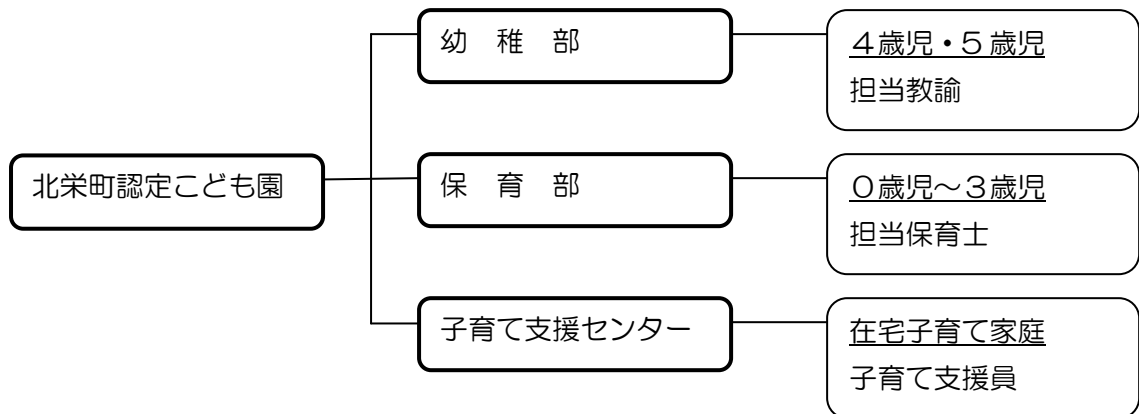 幼 稚 部
4歳児・5歳児
担当教諭
北栄町認定こども園
保 育 部
0歳児~3歳児
担当保育士
子育て支援センター
在宅子育て家庭
子育て支援員